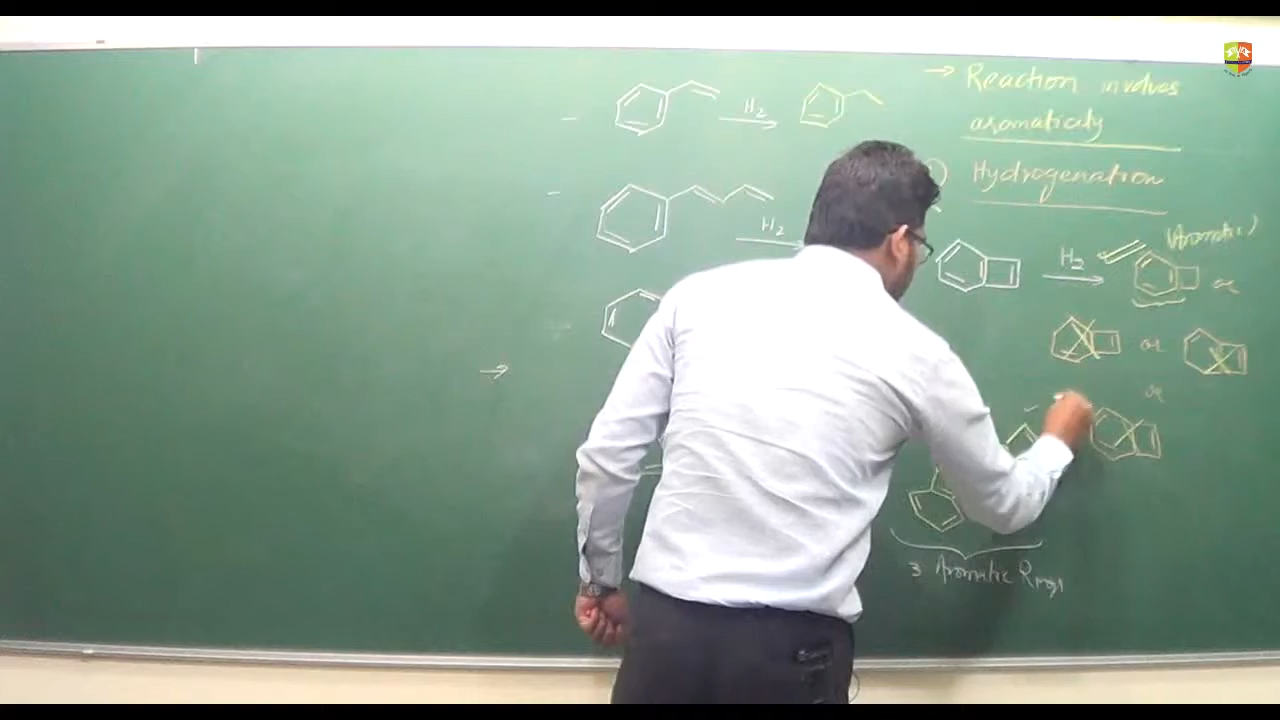 → Reaction involves
aromaticity
Hydrogenation
H₂
H₂
H₂
(Aromatic)
or
or
or
3 Aromatic Rings